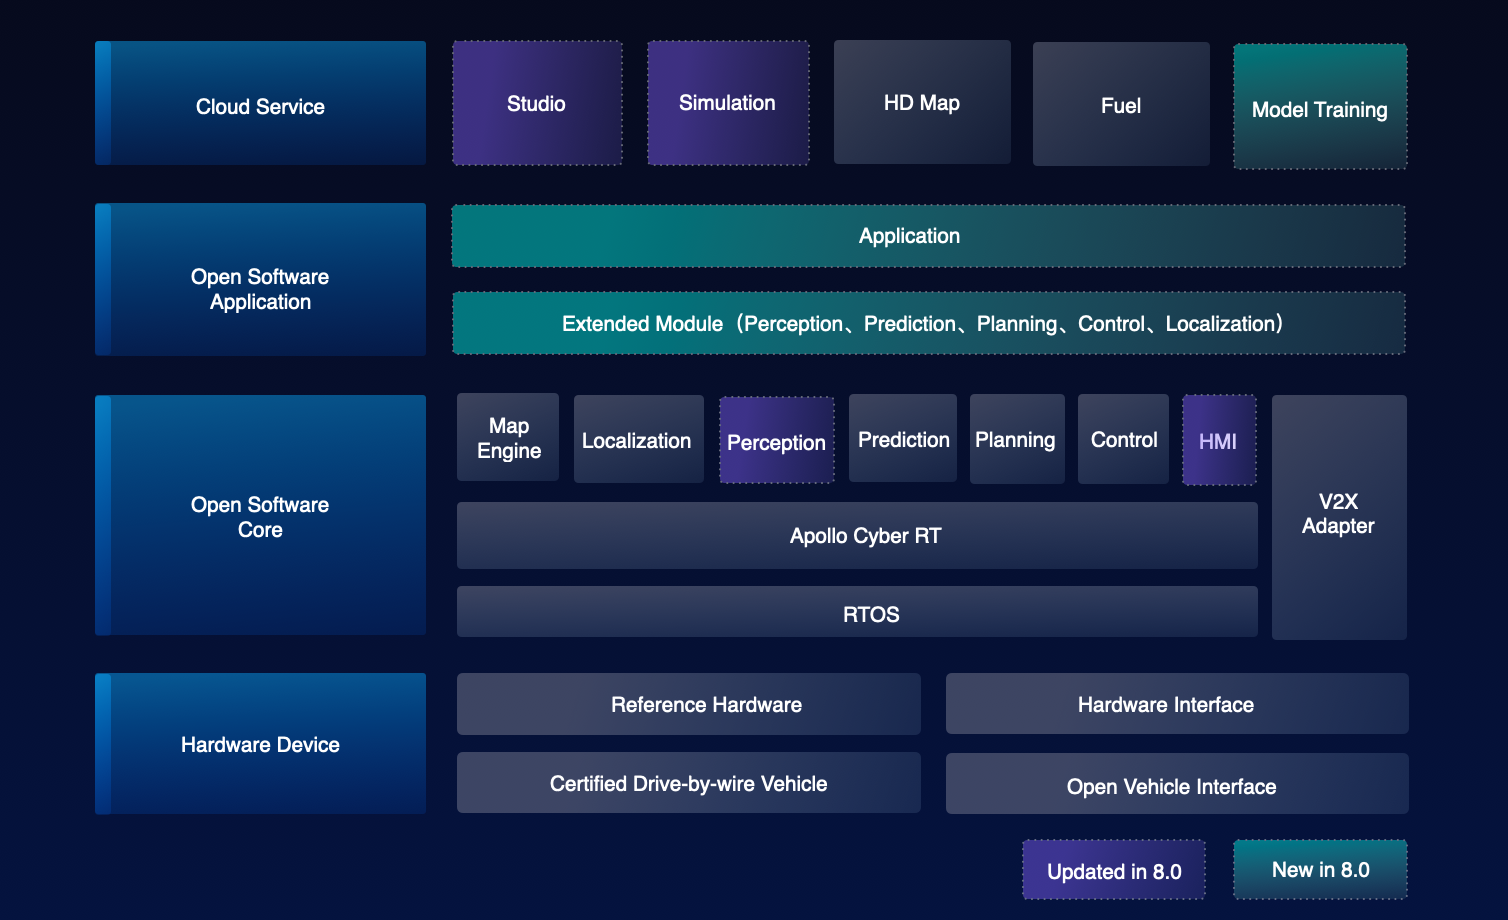 Cloud Service
Studio
Simulation
HD Map
Fuel
Model Training
Open Software
Application
Application
Extended Module（Perception、Prediction、Planning、Control、Localization）
Open Software
Core
Map
Engine
Localization
Perception
Prediction
Planning
Control
HMI
V2X
Adapter
Apollo Cyber RT
RTOS
Hardware Device
Reference Hardware
Hardware Interface
Certified Drive-by-wire Vehicle
Open Vehicle Interface
Updated in 8.0
New in 8.0